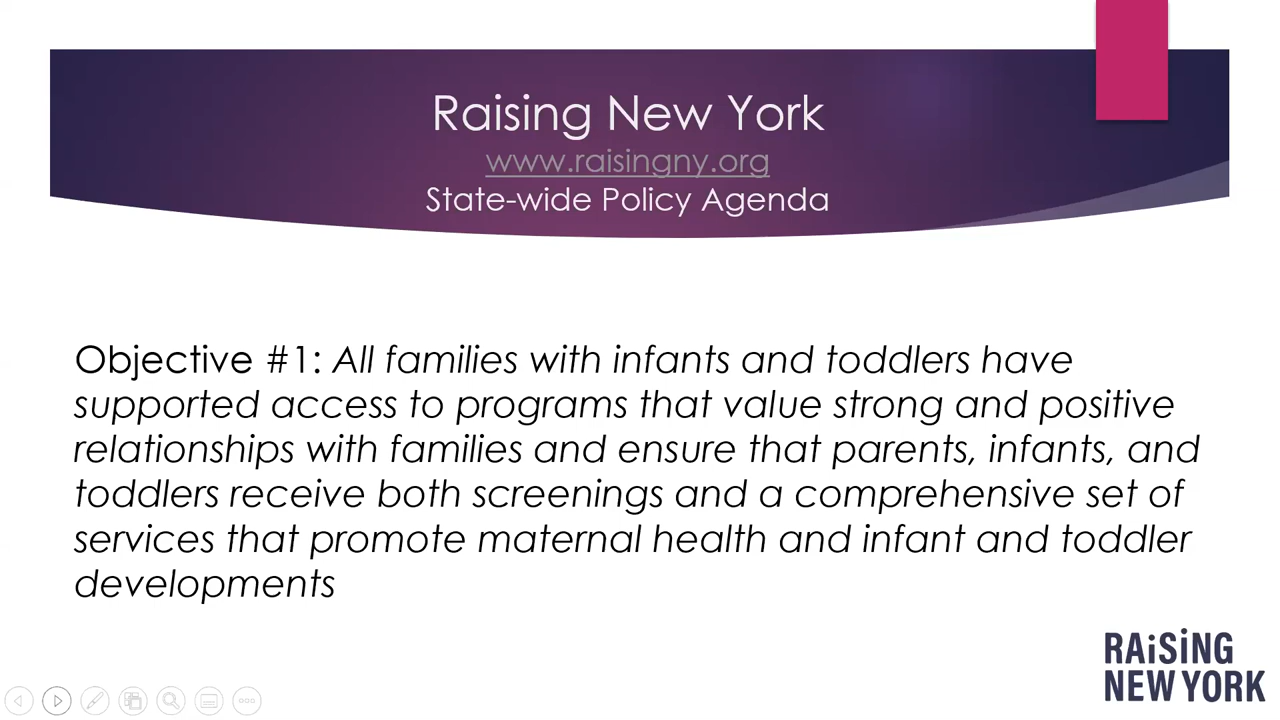 Raising New York
www.raisingny.org
State-wide Policy Agenda
Objective #1: All families with infants and toddlers have
supported access to programs that value strong and positive
relationships with families and ensure that parents, infants, and
toddlers receive both screenings and a comprehensive set of
services that promote maternal health and infant and toddler
developments
RAiSiNG
NEW YORK